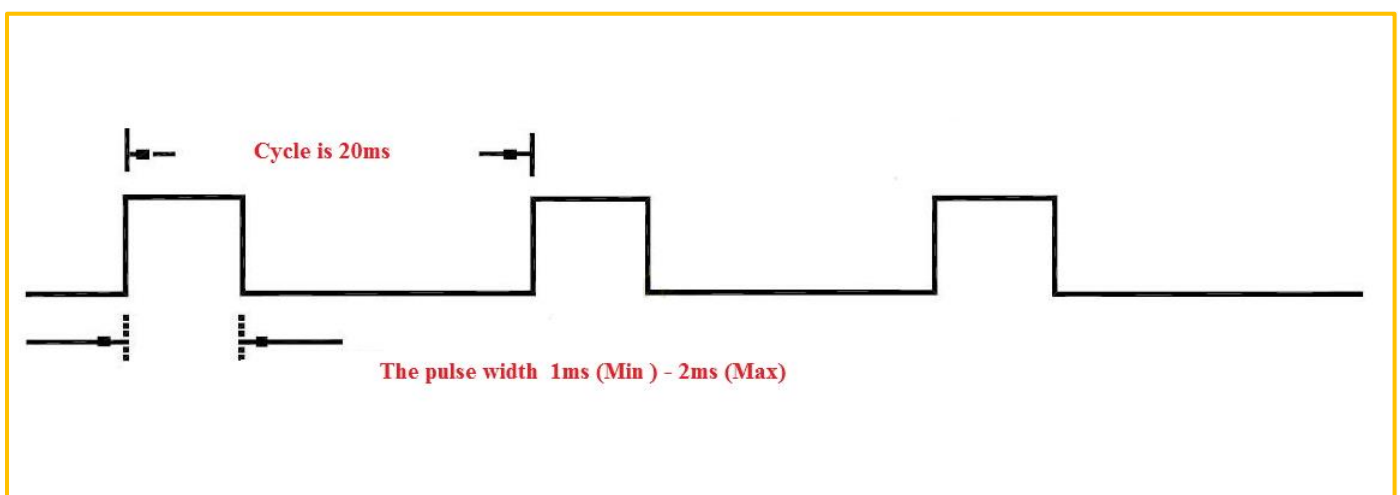 Cycle is 20ms
The pulse width 1ms (Min ) - 2ms (Max)